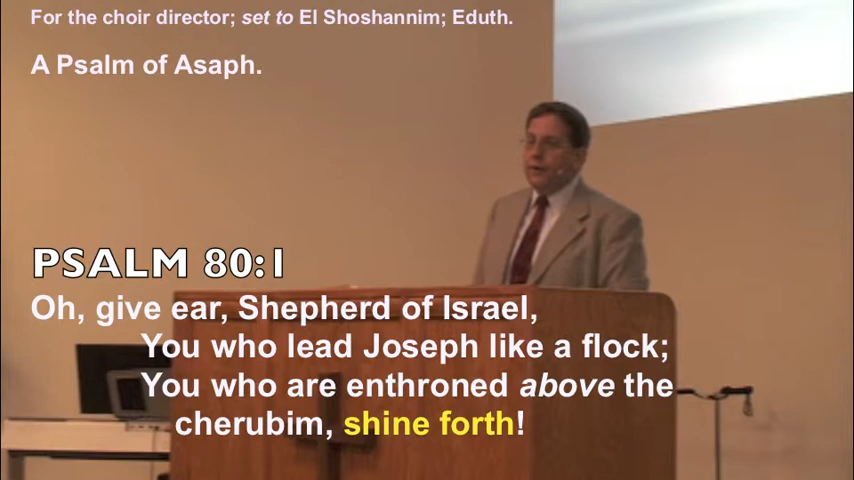 For the choir director; set to El Shoshannim; Eduth.
A Psalm of Asaph.
PSALM 80:1
Oh, give ear, Shepherd of Israel,
You who lead Joseph like a flock;
You who are enthroned above the
cherubim, shine forth!